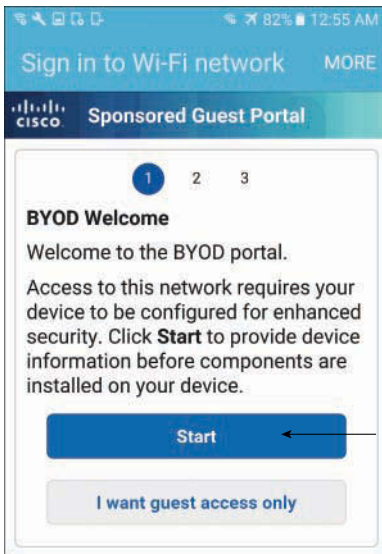 82% 12:55 AM
Sign in to Wi-Fi network MORE
cisco Sponsored Guest Portal
1 2 3
BYOD Welcome
Welcome to the BYOD portal.
Access to this network requires your
device to be configured for enhanced
security. Click Start to provide device
information before components are
installed on your device.
Start
I want guest access only